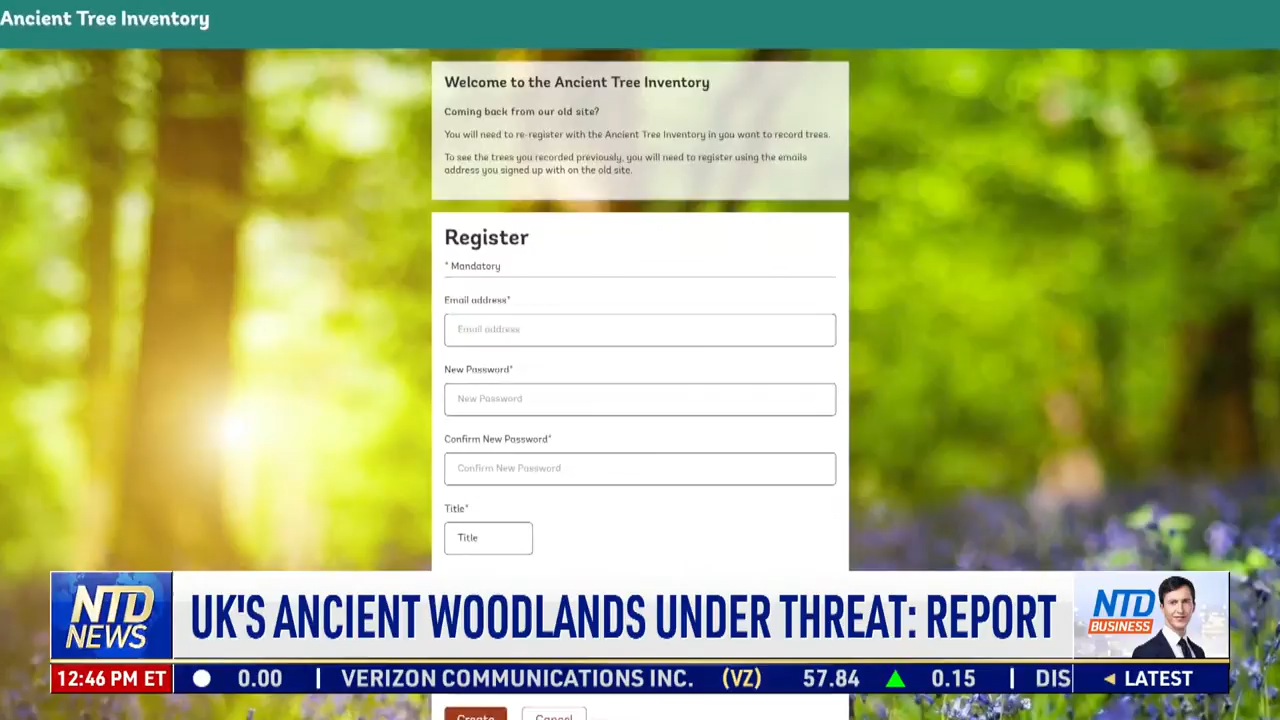 Ancient Tree Inventory
Welcome to the Ancient Tree Inventory
Coming back from our old site?
You will need to re-register with the Ancient Tree Inventory in you want to record trees.
To see the trees you recorded previously, you will need to register using the emails
address you signed up with on the old site.
Register
* Mandatory
Email address*
Email address
New Password*
New Password
Confirm New Password*
Confirm New Password
Title*
Title
NTD
NEWS
UK'S ANCIENT WOODLANDS UNDER THREAT: REPORT
NTD
BUSINESS
12:46 PM ET
0.00 | VERIZON COMMUNICATIONS INC. (VZ) 57.84 ▲ 0.15 | DIS
◄ LATEST
Create
Cancel